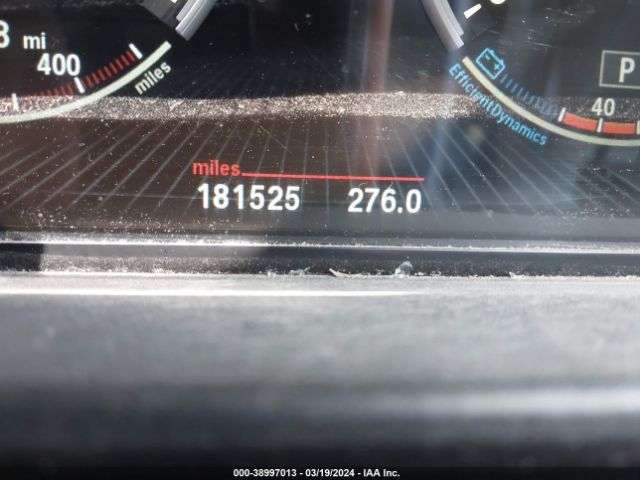 mi
400
miles
P
40
EfficientDynamics
miles
181525 276.0
000-38997013 - 03/19/2024 - IAA Inc.